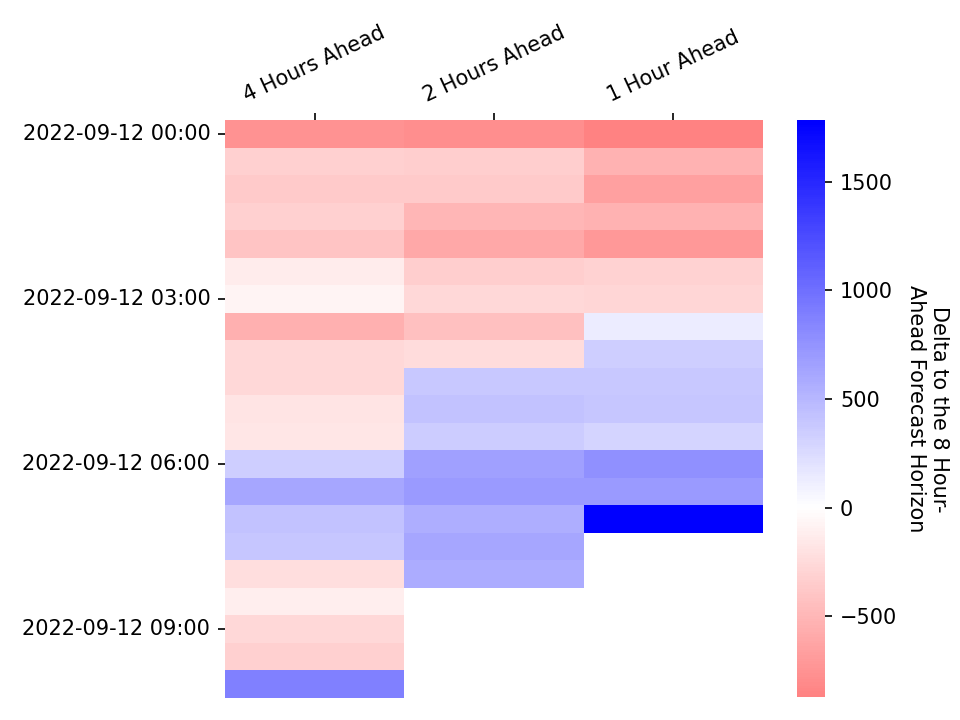 4 Hours Ahead
2 Hours Ahead
1 Hour Ahead
2022-09-12 00:00
2022-09-12 03:00
2022-09-12 06:00
2022-09-12 09:00
1500
1000
500
0
−500
Delta to the 8 Hour-
Ahead Forecast Horizon